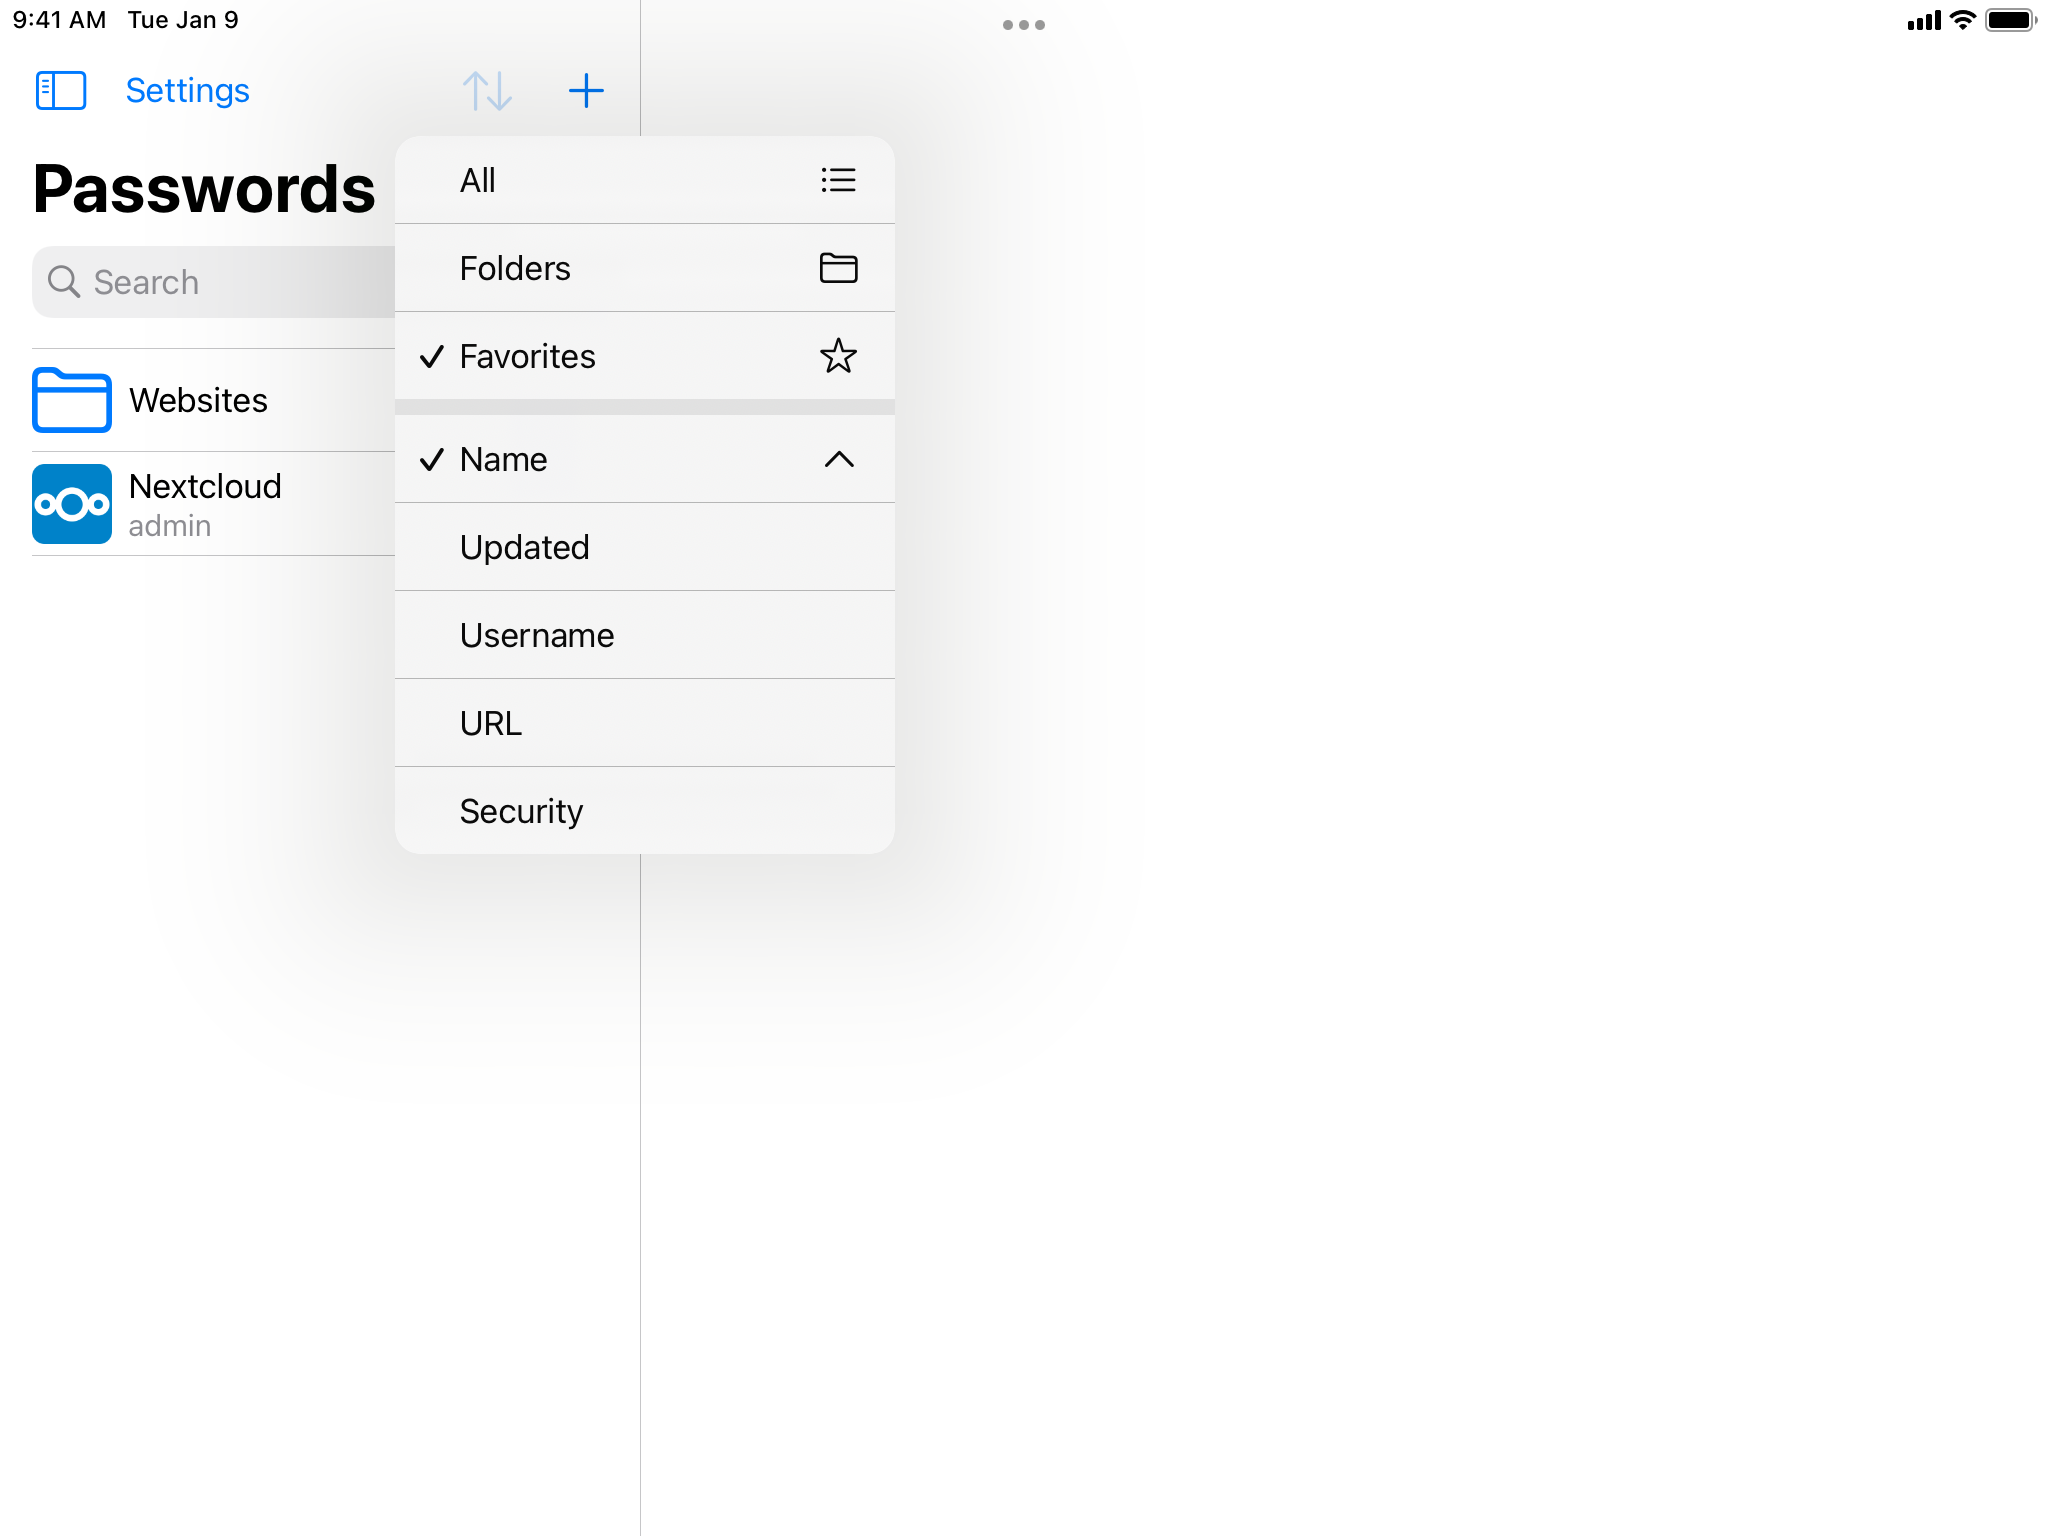 9:41 AM Tue Jan 9
Settings
Passwords
Search
Websites
Nextcloud
admin
All
Folders
Favorites
Name
Updated
Username
URL
Security